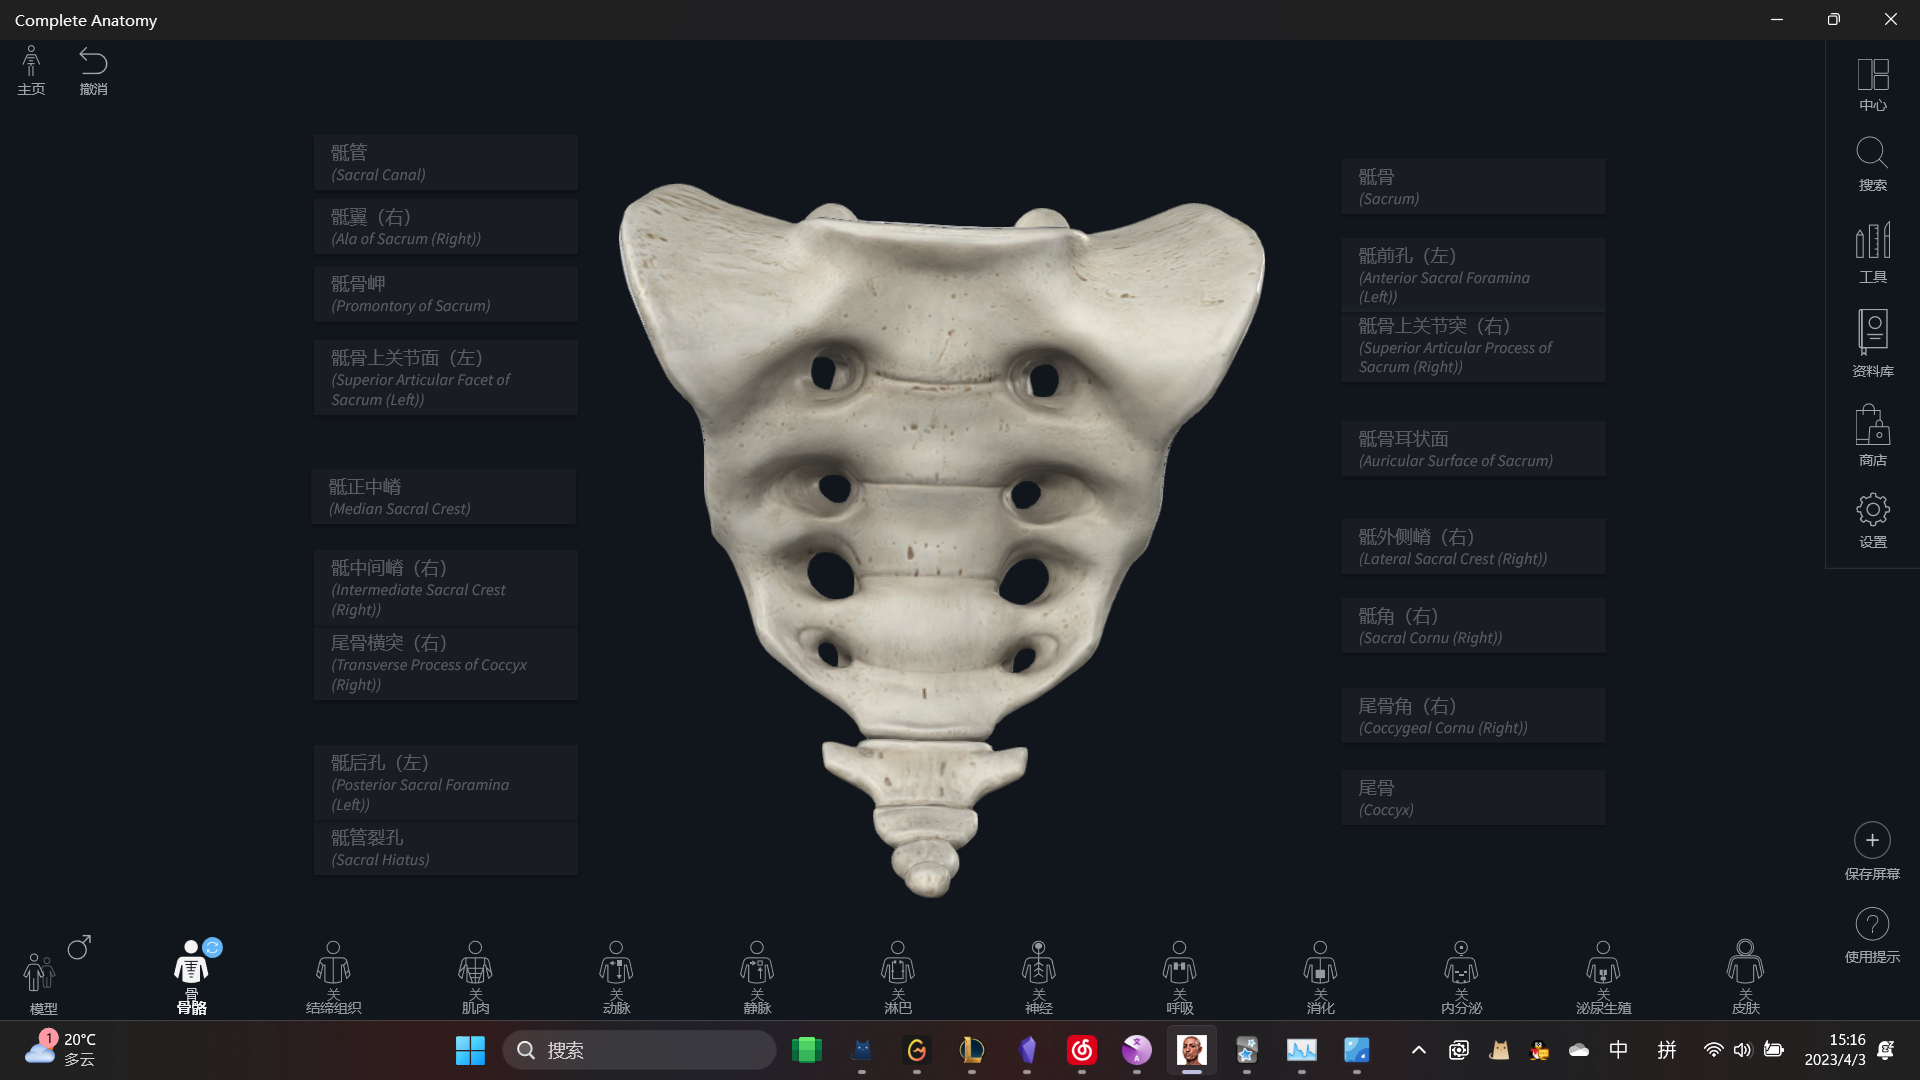 Complete Anatomy
主页
撤消
骶管
(Sacral Canal)
骶翼（右）
(Ala of Sacrum (Right))
骶骨岬
(Promontory of Sacrum)
骶骨上关节面（左）
(Superior Articular Facet of
Sacrum (Left))
骶正中嵴
(Median Sacral Crest)
骶中间嵴（右）
(Intermediate Sacral Crest
(Right))
尾骨横突（右）
(Transverse Process of Coccyx
(Right))
骶后孔（左）
(Posterior Sacral Foramina
(Left))
骶管裂孔
(Sacral Hiatus)
骶骨
(Sacrum)
骶前孔（左）
(Anterior Sacral Foramina
(Left))
骶骨上关节突（右）
(Superior Articular Process of
Sacrum (Right))
骶骨耳状面
(Auricular Surface of Sacrum)
骶外侧嵴（右）
(Lateral Sacral Crest (Right))
骶角（右）
(Sacral Cornu (Right))
尾骨角（右）
(Coccygeal Cornu (Right))
尾骨
(Coccyx)
中心
搜索
工具
资料库
商店
设置
保存屏幕
使用提示
模型
骨
骨骼
关
结缔组织
关
肌肉
关
动脉
关
静脉
关
淋巴
关
神经
关
呼吸
关
消化
关
内分泌
关
泌尿生殖
关
皮肤
1
20°C
多云
搜索
中
拼
15:16
2023/4/3